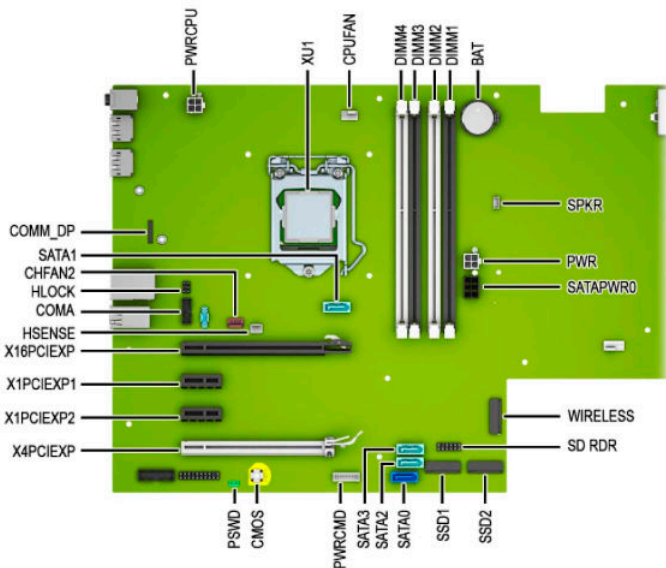 PWRCPU
XU1
CPUFAN
DIMM4
DIMM3
DIMM2
DIMM1
BAT
SPKR
COMM_DP
SATA1
CHFAN2
HLOCK
COMA
HSENSE
X16PCIEXP
X1PCIEXP1
X1PCIEXP2
X4PCIEXP
PWR
SATAPWR0
WIRELESS
SD RDR
PSWD
CMOS
PWRCMD
SATA3
SATA2
SATA0
SSD1
SSD2